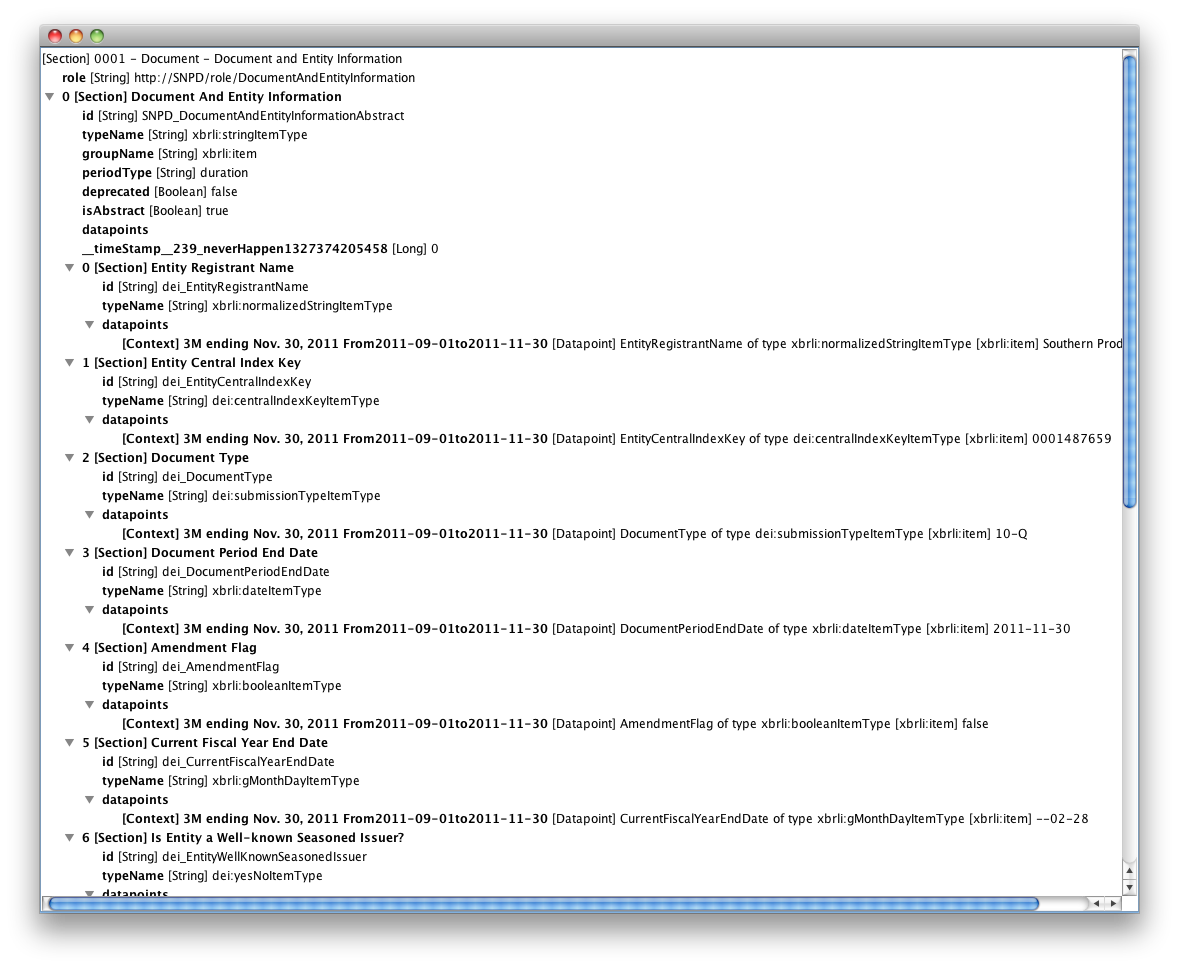 [Section] 0001 - Document - Document and Entity Information
role [String] http://SNPD/role/DocumentAndEntityInformation
0 [Section] Document And Entity Information
id [String] SNPD_DocumentAndEntityInformationAbstract
typeName [String] xbrli:stringItemType
groupName [String] xbrli:item
periodType [String] duration
deprecated [Boolean] false
isAbstract [Boolean] true
datapoints
__timeStamp__239_neverHappen1327374205458 [Long] 0
0 [Section] Entity Registrant Name
id [String] dei_EntityRegistrantName
typeName [String] xbrli:normalizedStringItemType
datapoints
[Context] 3M ending Nov. 30, 2011 From2011-09-01to2011-11-30 [Datapoint] EntityRegistrantName of type xbrli:normalizedStringItemType [xbrli:item] Southern Prod
1 [Section] Entity Central Index Key
id [String] dei_EntityCentralIndexKey
typeName [String] dei:centralIndexKeyItemType
datapoints
[Context] 3M ending Nov. 30, 2011 From2011-09-01to2011-11-30 [Datapoint] EntityCentralIndexKey of type dei:centralIndexKeyItemType [xbrli:item] 0001487659
2 [Section] Document Type
id [String] dei_DocumentType
typeName [String] dei:submissionTypeItemType
datapoints
[Context] 3M ending Nov. 30, 2011 From2011-09-01to2011-11-30 [Datapoint] DocumentType of type dei:submissionTypeItemType [xbrli:item] 10-Q
3 [Section] Document Period End Date
id [String] dei_DocumentPeriodEndDate
typeName [String] xbrli:dateItemType
datapoints
[Context] 3M ending Nov. 30, 2011 From2011-09-01to2011-11-30 [Datapoint] DocumentPeriodEndDate of type xbrli:dateItemType [xbrli:item] 2011-11-30
4 [Section] Amendment Flag
id [String] dei_AmendmentFlag
typeName [String] xbrli:booleanItemType
datapoints
[Context] 3M ending Nov. 30, 2011 From2011-09-01to2011-11-30 [Datapoint] AmendmentFlag of type xbrli:booleanItemType [xbrli:item] false
5 [Section] Current Fiscal Year End Date
id [String] dei_CurrentFiscalYearEndDate
typeName [String] xbrli:gMonthDayItemType
datapoints
[Context] 3M ending Nov. 30, 2011 From2011-09-01to2011-11-30 [Datapoint] CurrentFiscalYearEndDate of type xbrli:gMonthDayItemType [xbrli:item] --02-28
6 [Section] Is Entity a Well-known Seasoned Issuer?
id [String] dei_EntityWellKnownSeasonedIssuer
typeName [String] dei:yesNoItemType
datapoints